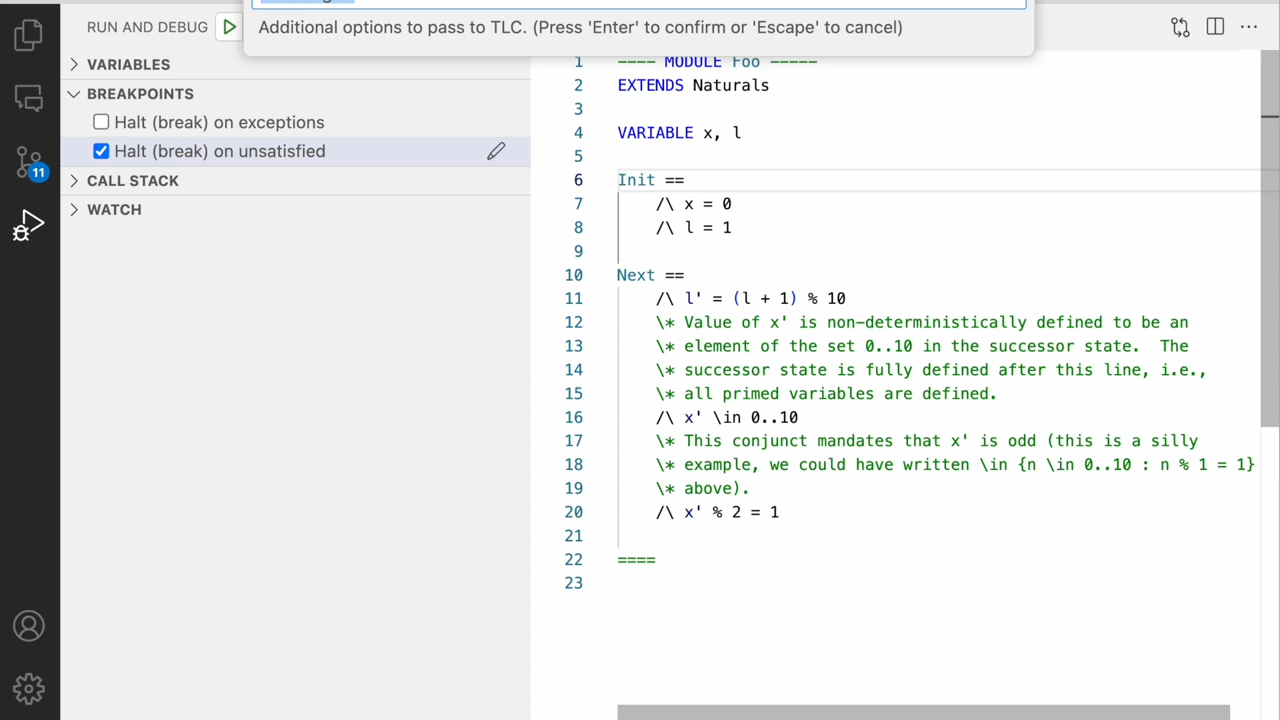 RUN AND DEBUG
Additional options to pass to TLC. (Press 'Enter' to confirm or 'Escape' to cancel)
VARIABLES
BREAKPOINTS
Halt (break) on exceptions
Halt (break) on unsatisfied
CALL STACK
WATCH
11
1 ---- MODULE Foo -----
2 EXTENDS Naturals
3
4 VARIABLE x, l
5
6 Init ==
7 /\ x = 0
8 /\ l = 1
9
10 Next ==
11 /\ l' = (l + 1) % 10
12 \* Value of x' is non-deterministically defined to be an
13 \* element of the set 0..10 in the successor state.  The
14 \* successor state is fully defined after this line, i.e.,
15 \* all primed variables are defined.
16 /\ x' \in 0..10
17 \* This conjunct mandates that x' is odd (this is a silly
18 \* example, we could have written \in {n \in 0..10 : n % 1 = 1}
19 \* above).
20 /\ x' % 2 = 1
21
22 ====
23